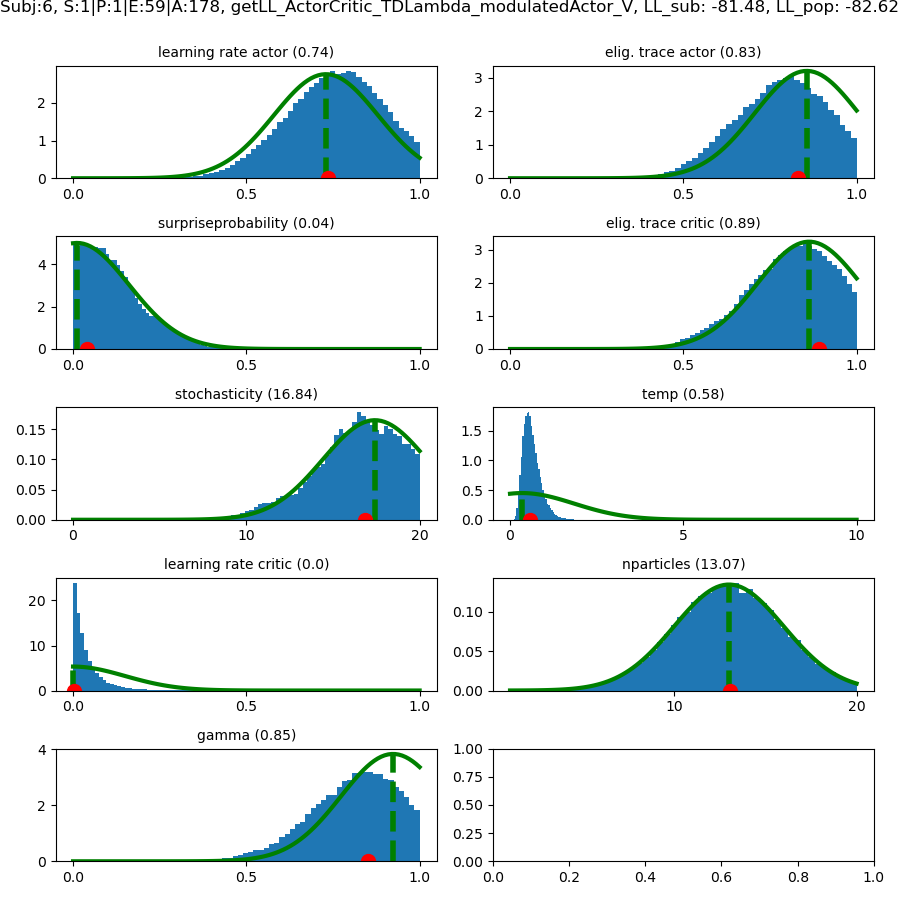 Subj:6, S:1|P:1|E:59|A:178, getLL_ActorCritic_TDLambda_modulatedActor_V, LL_sub: -81.48, LL_pop: -82.62
learning rate actor (0.74)
elig. trace actor (0.83)
2
1
0
0.0 0.5 1.0
3
2
1
0
0.0 0.5 1.0
surpriseprobability (0.04)
elig. trace critic (0.89)
4
2
0
0.0 0.5 1.0
3
2
1
0
0.0 0.5 1.0
stochasticity (16.84)
temp (0.58)
0.15
0.10
0.05
0.00
0 10 20
1.5
1.0
0.5
0.0
0 5 10
learning rate critic (0.0)
nparticles (13.07)
20
10
0
0.0 0.5 1.0
0.10
0.05
0.00
10 20
gamma (0.85)
4
2
0
0.0 0.5 1.0
1.00
0.75
0.50
0.25
0.00
0.0 0.2 0.4 0.6 0.8 1.0